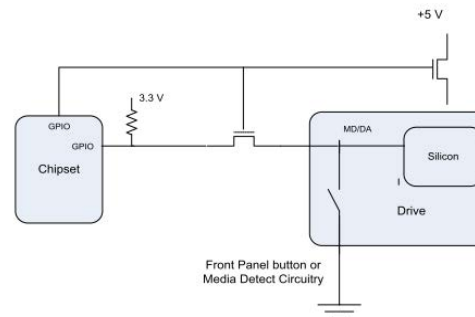 +5 V
3.3 V
GPIO
GPIO
Chipset
MD/DA
Silicon
Drive
Front Panel button or
Media Detect Circuitry